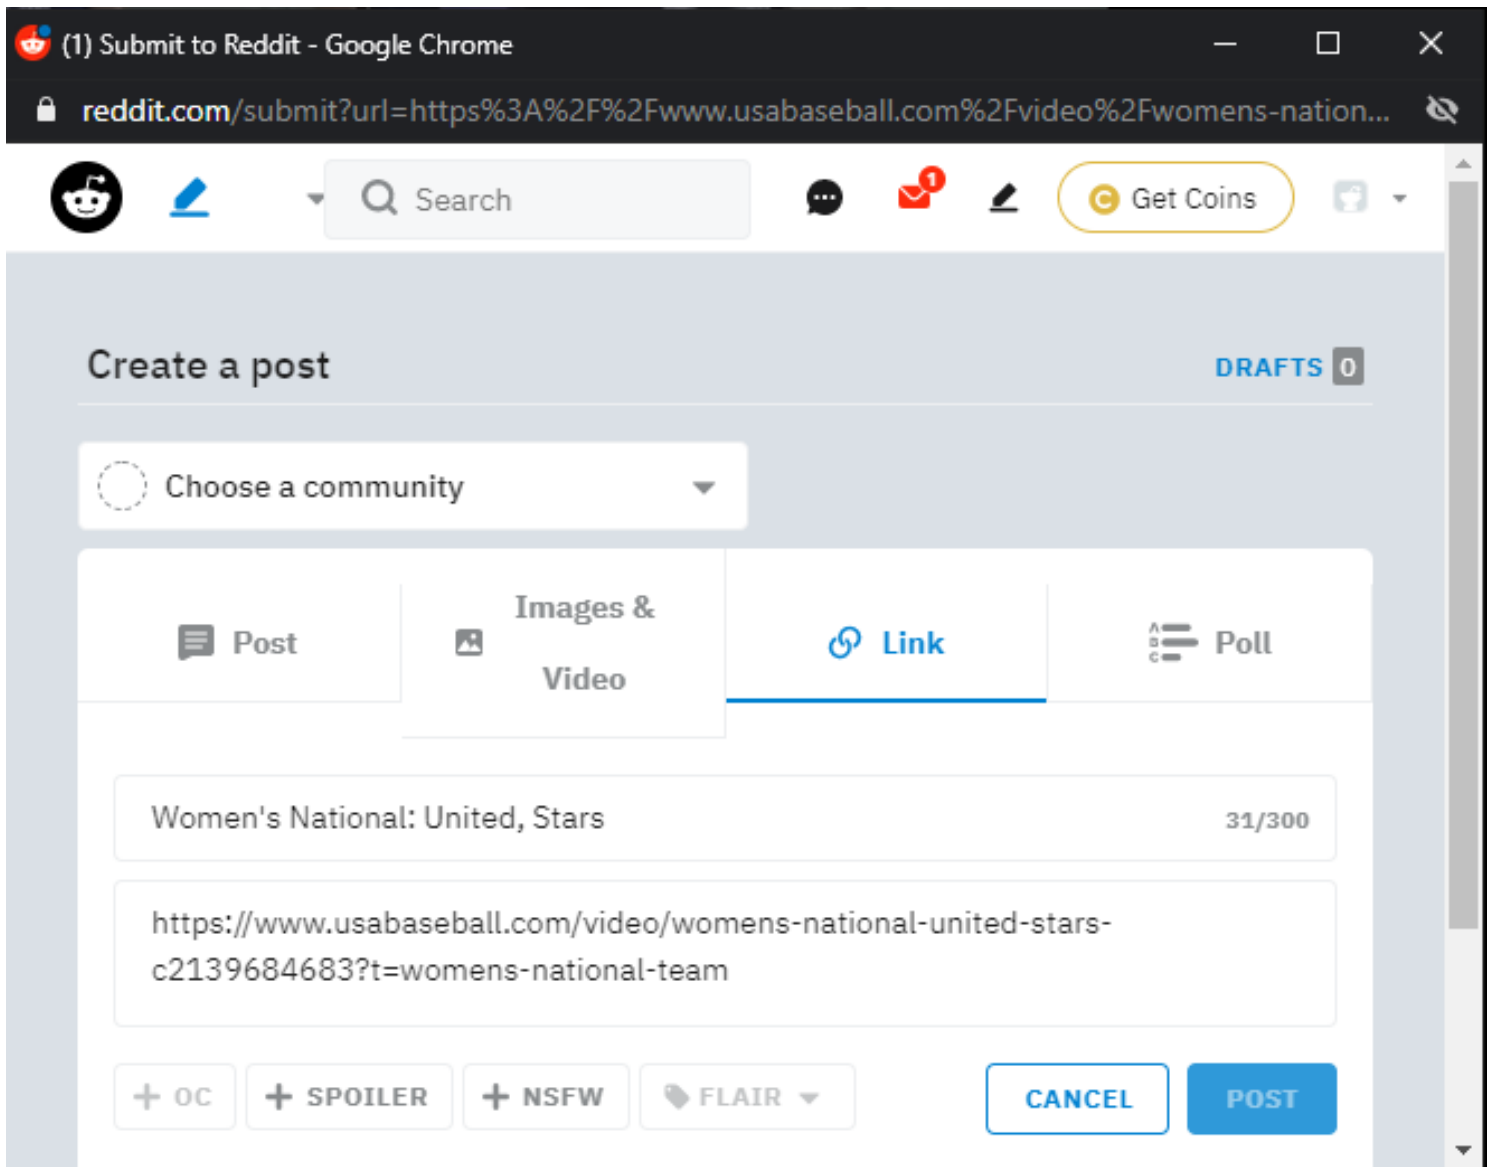 (1) Submit to Reddit - Google Chrome
reddit.com/submit?url=https%3A%2F%2Fwww.usabaseball.com%2Fvideo%2Fwomens-nation...
Search
1
C Get Coins
Create a post
DRAFTS 0
Choose a community
Post
Images &
Video
Link
A
B
C
Poll
Women's National: United, Stars
31/300
https://www.usabaseball.com/video/womens-national-united-stars-
c2139684683?t=womens-national-team
+ OC
+ SPOILER
+ NSFW
FLAIR
CANCEL
POST